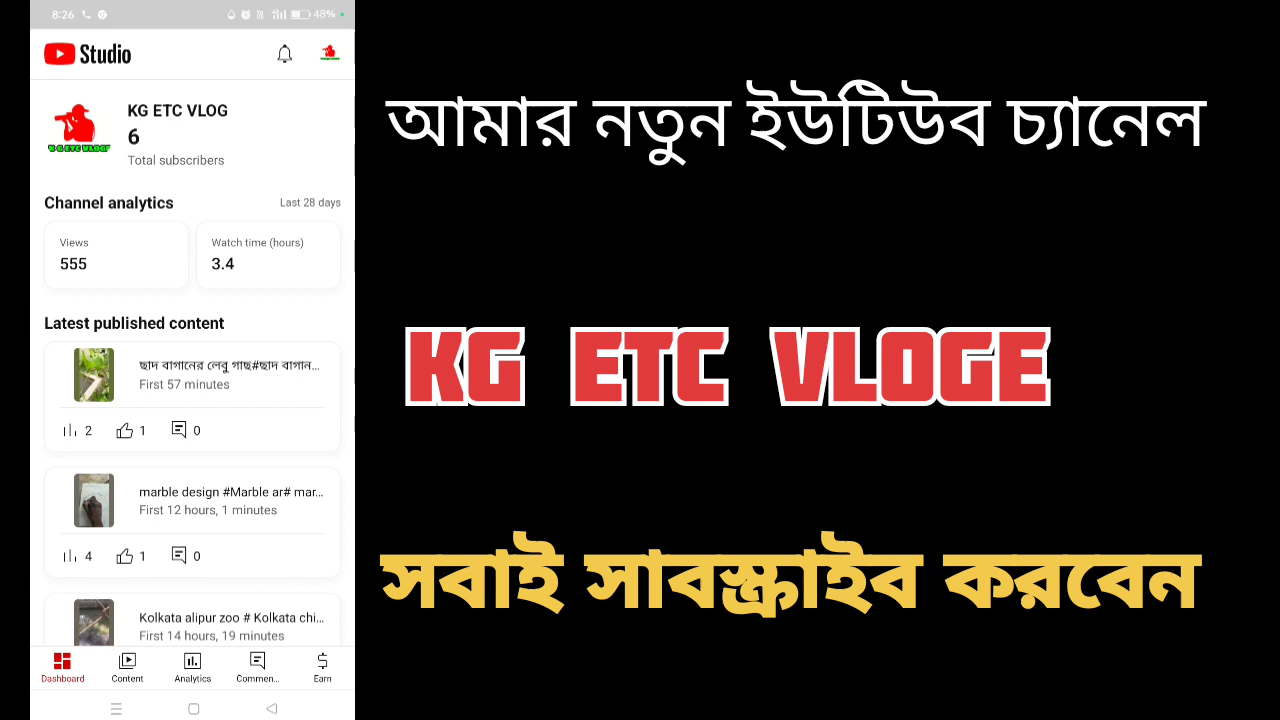 8:26
48%
Studio
KG ETC VLOG
6
Total subscribers
K G ETC VLOGE
Channel analytics
Last 28 days
Views
Watch time (hours)
555
3.4
Latest published content
ছাদ বাগানের লেবু গাছ#ছাদ বাগান...
First 57 minutes
2 1 0
marble design #Marble ar# mar...
First 12 hours, 1 minutes
4 1 0
Kolkata alipur zoo # Kolkata chi...
First 14 hours, 19 minutes
Dashboard
Content
Analytics
Commen...
Earn
আমার নতুন ইউটিউব চ্যানেল
KG ETC VLOGE
সবাই সাবস্ক্রাইব করবেন